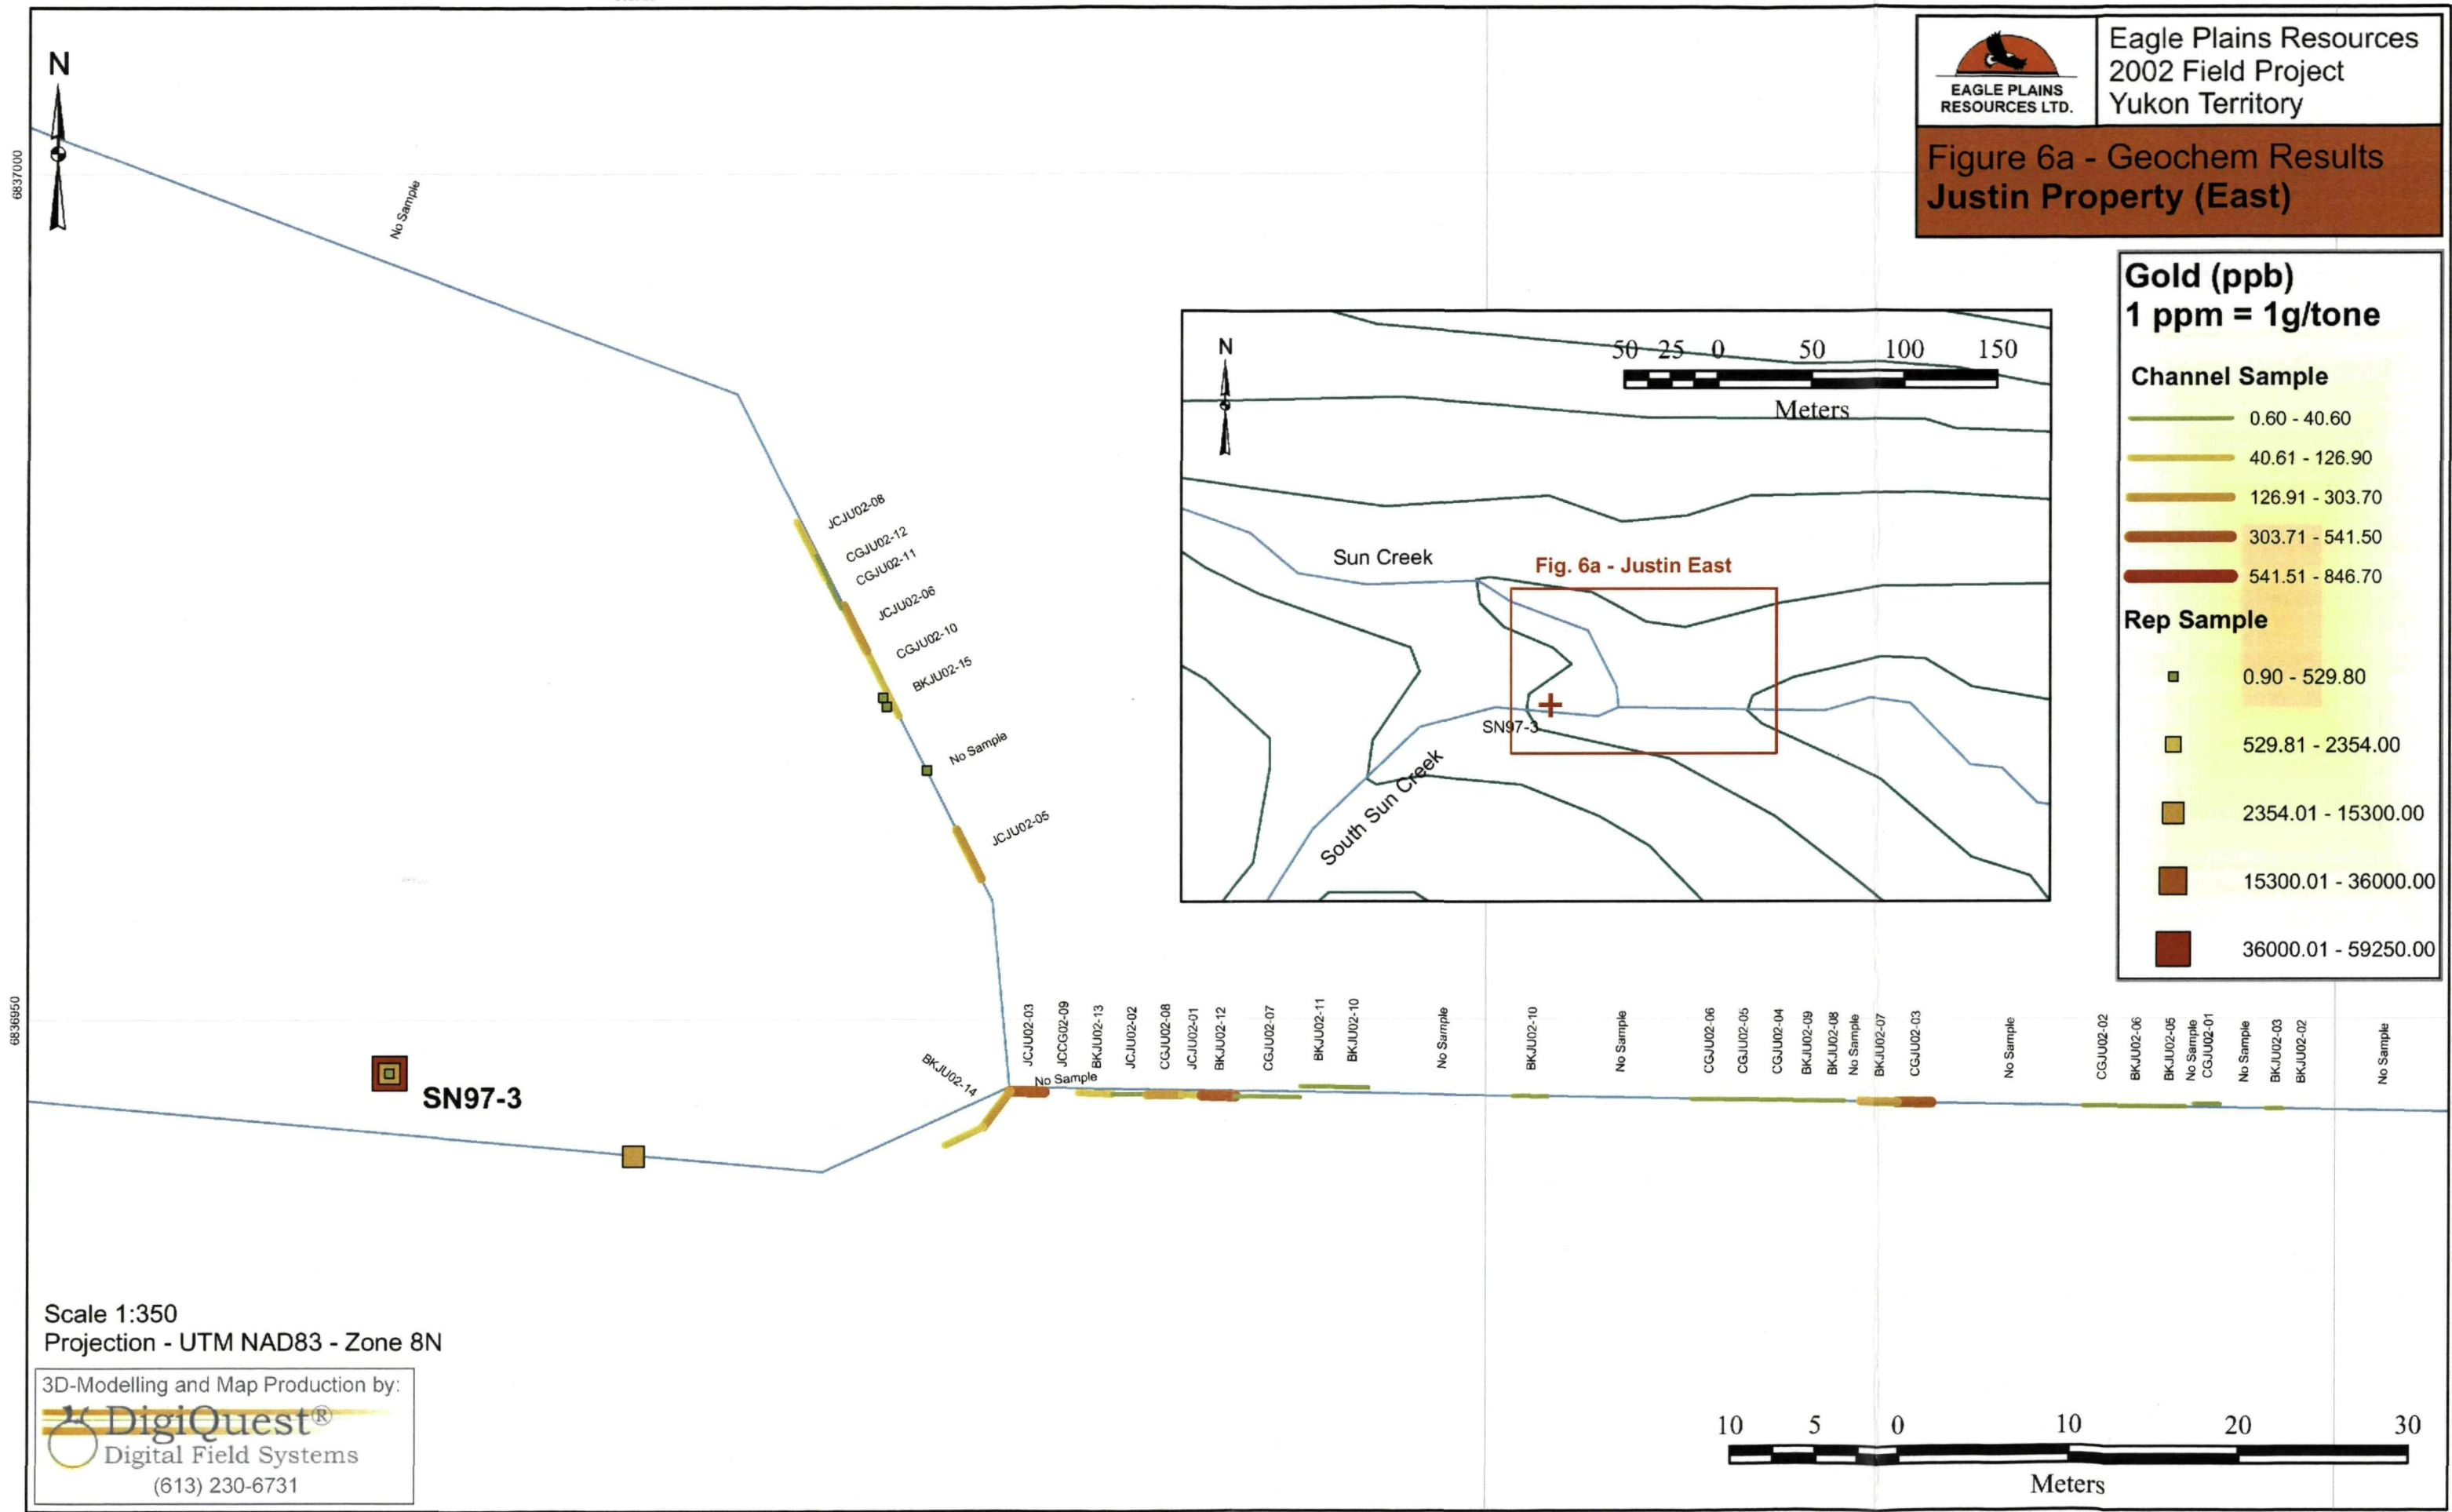 N
6837000
6836950
No Sample
EAGLE PLAINS
RESOURCES LTD.
Eagle Plains Resources
2002 Field Project
Yukon Territory
Figure 6a - Geochem Results
Justin Property (East)
Gold (ppb)
1 ppm = 1g/tone
Channel Sample
0.60 - 40.60
40.61 - 126.90
126.91 - 303.70
303.71 - 541.50
541.51 - 846.70
Rep Sample
0.90 - 529.80
529.81 - 2354.00
2354.01 - 15300.00
15300.01 - 36000.00
36000.01 - 59250.00
N
50 25 0 50 100 150
Meters
Sun Creek
Fig. 6a - Justin East
SN97-3
South Sun Creek
JCJU02-08
CGJU02-12
CGJU02-11
JCJU02-06
CGJU02-10
BKJU02-15
No Sample
JCJU02-05
BKJU02-14
JCJU02-03
No Sample
JCCG02-09
BKJU02-13
JCJU02-02
CGJU02-08
JCJU02-01
BKJU02-12
CGJU02-07
BKJU02-11
BKJU02-10
No Sample
BKJU02-10
No Sample
CGJU02-06
CGJU02-05
CGJU02-04
BKJU02-09
BKJU02-08
No Sample
BKJU02-07
CGJU02-03
No Sample
CGJU02-02
BKJU02-06
BKJU02-05
No Sample
CGJU02-01
No Sample
BKJU02-03
BKJU02-02
No Sample
SN97-3
Scale 1:350
Projection - UTM NAD83 - Zone 8N
3D-Modelling and Map Production by:
DigiQuest®
Digital Field Systems
(613) 230-6731
10 5 0 10 20 30
Meters